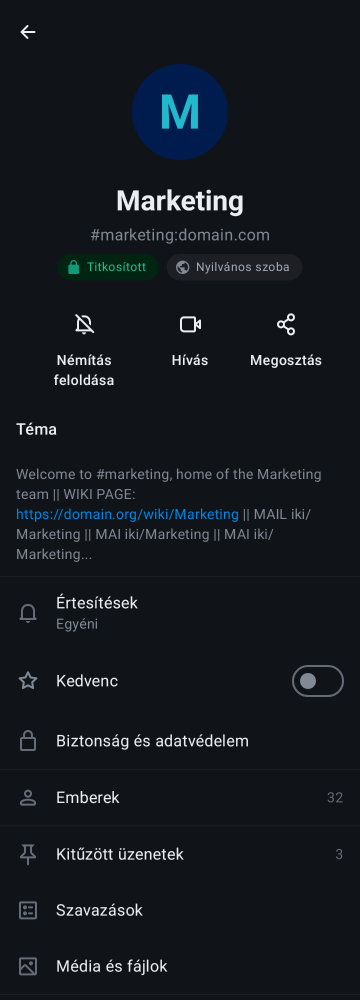 M
Marketing
#marketing:domain.com
Titkosított
Nyilvános szoba
Némítás
feloldása
Hívás
Megosztás
Téma
Welcome to #marketing, home of the Marketing
team || WIKI PAGE:
https://domain.org/wiki/Marketing || MAIL iki/
Marketing || MAI iki/Marketing || MAI iki/
Marketing...
Értesítések
Egyéni
Kedvenc
Biztonság és adatvédelem
Emberek 32
Kitűzött üzenetek 3
Szavazások
Média és fájlok